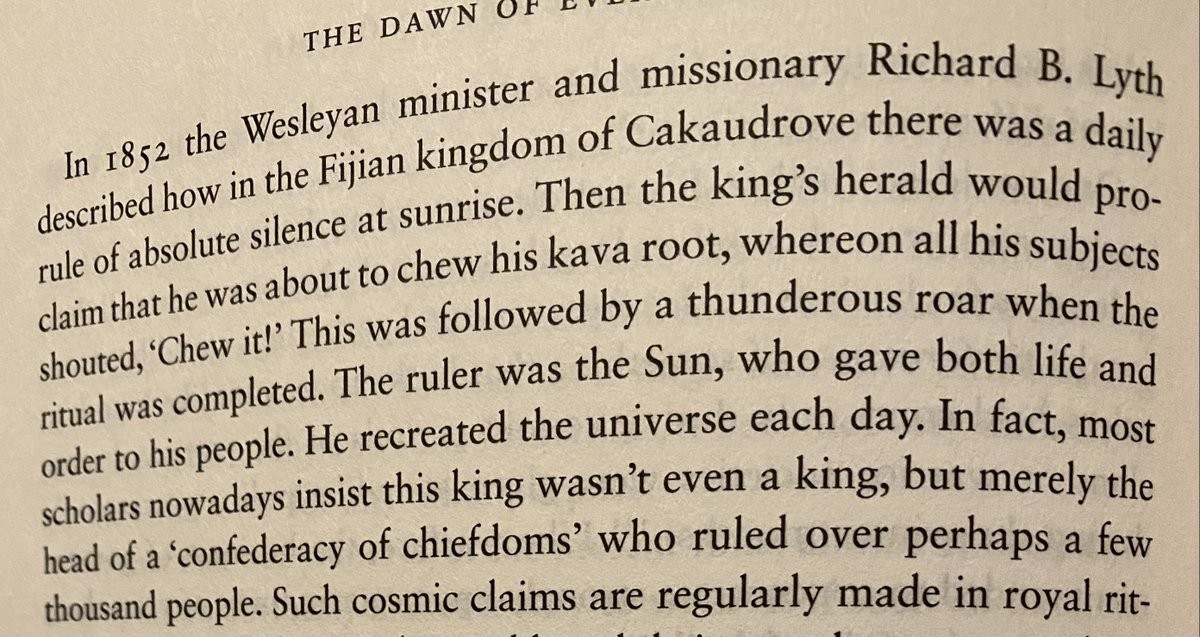 THE DAWN OF
In 1852 the Wesleyan minister and missionary Richard B. Lyth
described how in the Fijian kingdom of Cakaudrove there was a daily
rule of absolute silence at sunrise. Then the king’s herald would pro-
claim that he was about to chew his kava root, whereon all his subjects
shouted, ‘Chew it!’ This was followed by a thunderous roar when the
ritual was completed. The ruler was the Sun, who gave both life and
order to his people. He recreated the universe each day. In fact, most
scholars nowadays insist this king wasn’t even a king, but merely the
head of a ‘confederacy of chiefdoms’ who ruled over perhaps a few
thousand people. Such cosmic claims are regularly made in royal rit-